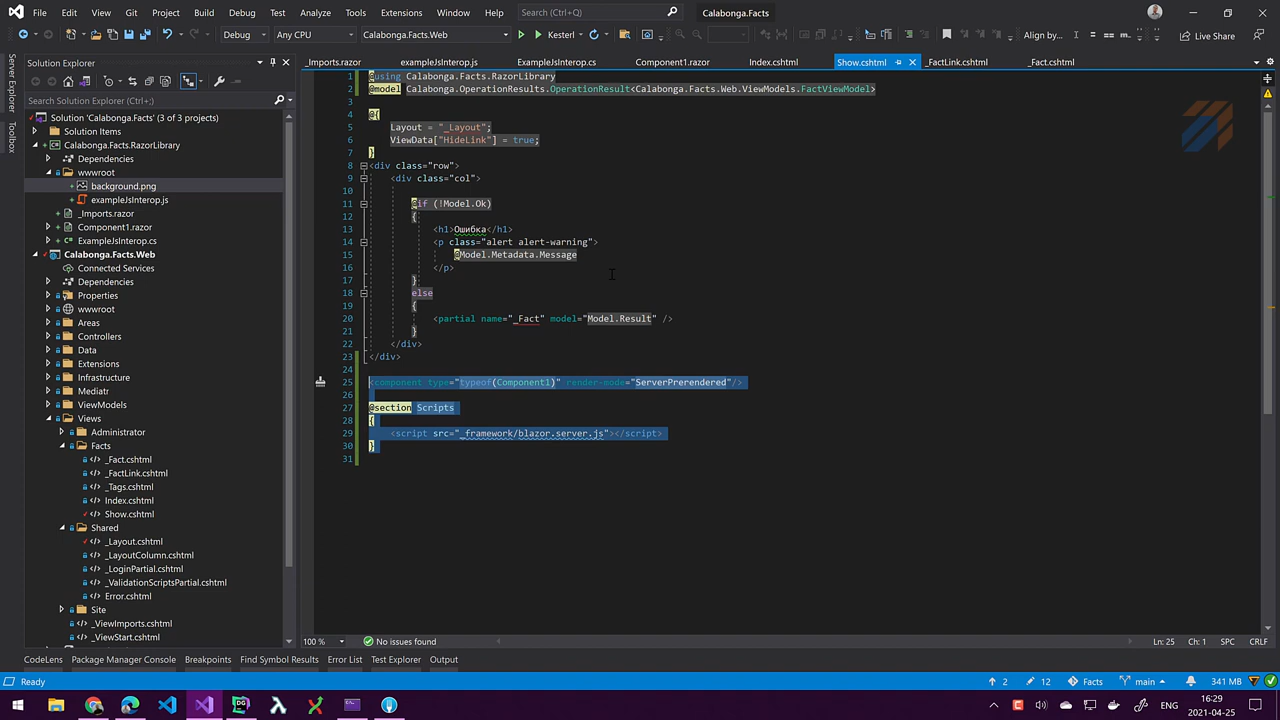 File Edit View Git Project Build Debug Test Analyze Tools Extensions Window Help Search (Ctrl+Q) Calabonga.Facts
Debug Any CPU Calabonga.Facts.Web Kestrel Align by... Live Share
Server Explorer
Toolbox
Solution Explorer
Search Solution Explorer (Ctrl+;)
Solution 'Calabonga.Facts' (3 of 3 projects)
Solution Items
Calabonga.Facts.RazorLibrary
Dependencies
wwwroot
background.png
exampleJsInterop.js
_Imports.razor
Component1.razor
ExampleJsInterop.cs
Calabonga.Facts.Web
Connected Services
Dependencies
Properties
wwwroot
Areas
Controllers
Data
Extensions
Infrastructure
Mediatr
ViewModels
Views
Administrator
Facts
_Fact.cshtml
_FactLink.cshtml
_Tags.cshtml
Index.cshtml
Show.cshtml
Shared
_Layout.cshtml
_LayoutColumn.cshtml
_LoginPartial.cshtml
_ValidationScriptsPartial.cshtml
Error.cshtml
Site
_ViewImports.cshtml
_ViewStart.cshtml
_Imports.razor exampleJsInterop.js ExampleJsInterop.cs Component1.razor Index.cshtml Show.cshtml _FactLink.cshtml _Fact.cshtml
1 @using Calabonga.Facts.RazorLibrary
2 @model Calabonga.OperationResults.OperationResult<Calabonga.Facts.Web.ViewModels.FactViewModel>
3
4 @{
5 Layout = "_Layout";
6 ViewData["HideLink"] = true;
7 }
8 <div class="row">
9 <div class="col">
10
11 @if (!Model.Ok)
12 {
13 <h1>Ошибка</h1>
14 <p class="alert alert-warning">
15 @Model.Metadata.Message
16 </p>
17 }
18 else
19 {
20 <partial name="_Fact" model="Model.Result" />
21 }
22 </div>
23 </div>
24
25 <component type="typeof(Component1)" render-mode="ServerPrerendered"/>
26
27 @section Scripts
28 {
29 <script src="_framework/blazor.server.js"></script>
30 }
31
100 % No issues found Ln: 25 Ch: 1 SPC CRLF
CodeLens Package Manager Console Breakpoints Find Symbol Results Error List Test Explorer Output
Ready 2 12 Facts main 341 MB 2
ENG 16:29
2021-04-25